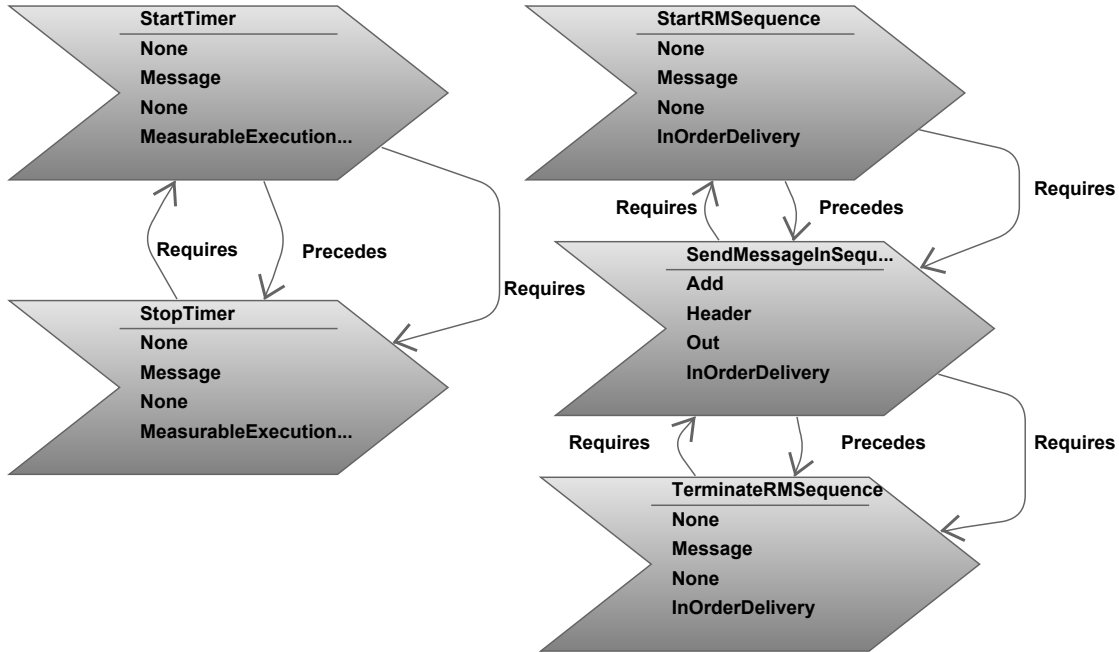 StartTimer
None
Message
None
MeasurableExecution...
Requires
Precedes
Requires
StopTimer
None
Message
None
MeasurableExecution...
StartRMSequence
None
Message
None
InOrderDelivery
Requires
Precedes
Requires
SendMessageInSequ...
Add
Header
Out
InOrderDelivery
Requires
Precedes
Requires
TerminateRMSequence
None
Message
None
InOrderDelivery